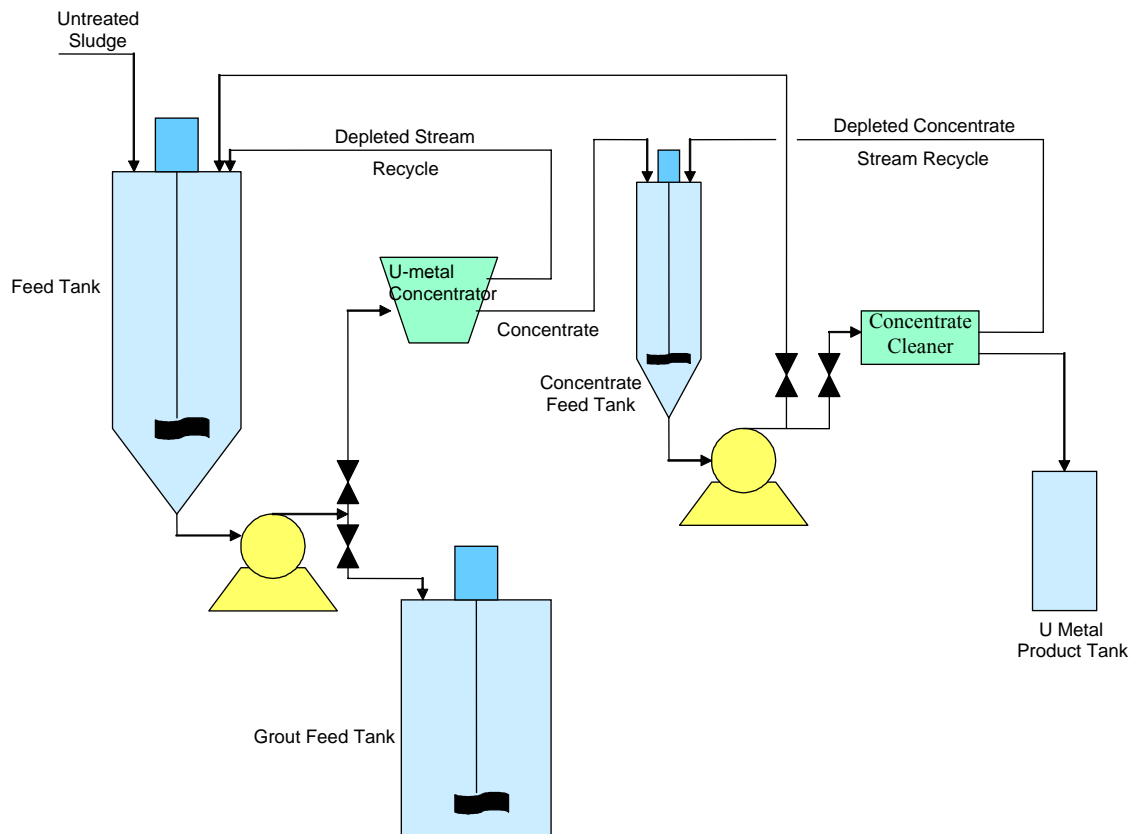 Untreated
Sludge
Depleted Stream
Recycle
Depleted Concentrate
Stream Recycle
Feed Tank
U-metal
Concentrator
Concentrate
Concentrate
Cleaner
Concentrate
Feed Tank
U Metal
Product Tank
Grout Feed Tank